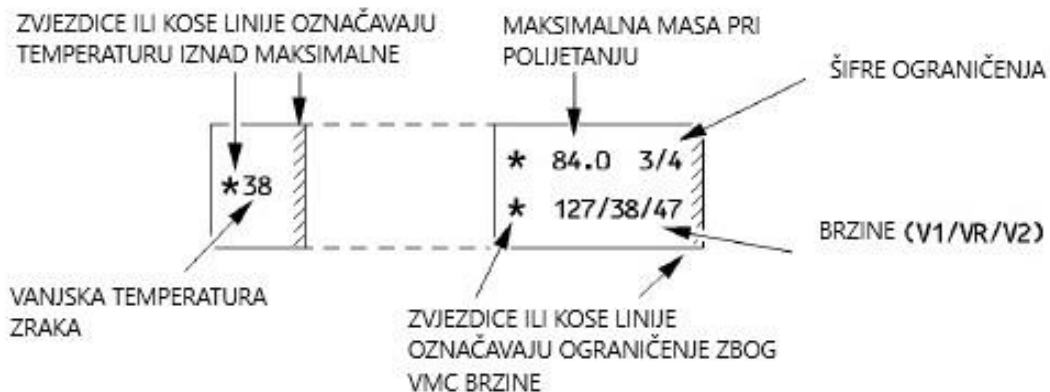 ZVJEZDICE ILI KOSE LINIJE OZNAČAVAJU
TEMPERATURU IZNAD MAKSIMALNE
MAKSIMALNA MASA PRI
POLIJETANJU
ŠIFRE OGRANIČENJA
* 84.0 3/4
*38
* 127/38/47
BRZINE (V1/VR/V2)
VANJSKA TEMPERATURA
ZRAKA
ZVJEZDICE ILI KOSE LINIJE
OZNAČAVAJU OGRANIČENJE ZBOG
VMC BRZINE